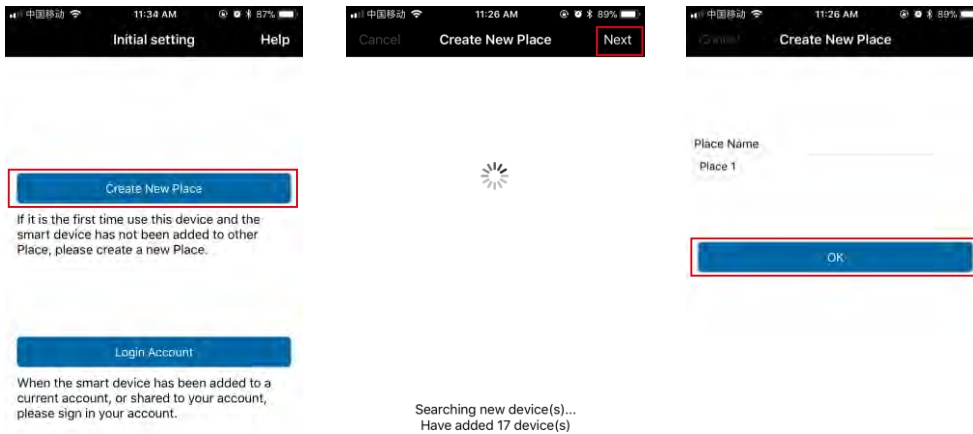 中国移动 11:34 AM 87%
Initial setting Help
Create New Place
If it is the first time use this device and the
smart device has not been added to other
Place, please create a new Place.
Login Account
When the smart device has been added to a
current account, or shared to your account,
please sign in your account.
中国移动 11:26 AM 89%
Cancel Create New Place Next
Searching new device(s)...
Have added 17 device(s)
中国移动 11:26 AM 89%
Create New Place
Place Name
Place 1
OK